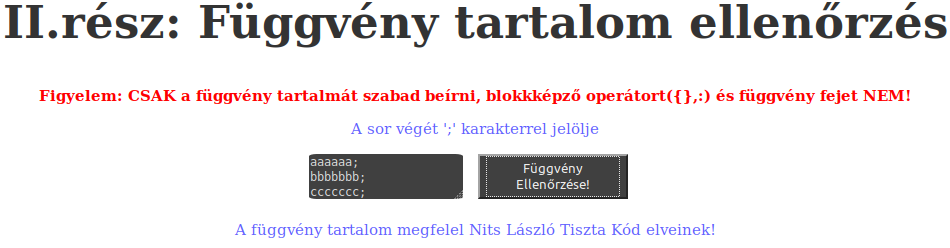 II.rész: Függvény tartalom ellenőrzés
Figyelem: CSAK a függvény tartalmát szabad beírni, blokkképző operátort({},:) és függvény fejet NEM!
A sor végét ';' karakterrel jelölje
aaaaaa;
bbbbbbb;
ccccccc;
Függvény
Ellenőrzése!
A függvény tartalom megfelel Nits László Tiszta Kód elveinek!